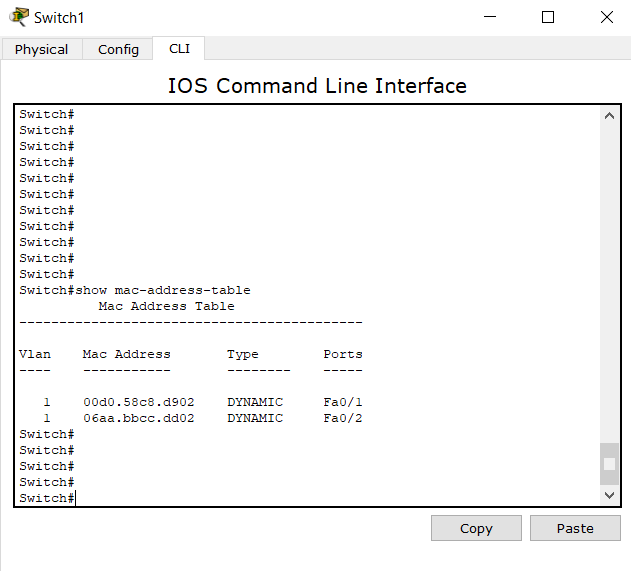 Switch1
Physical Config CLI
IOS Command Line Interface
Switch#
Switch#
Switch#
Switch#
Switch#
Switch#
Switch#
Switch#
Switch#
Switch#
Switch#
Switch#show mac-address-table
          Mac Address Table
-------------------------------------------

Vlan    Mac Address       Type        Ports
----    -----------       --------    -----

   1    00d0.58c8.d902    DYNAMIC     Fa0/1
   1    06aa.bbcc.dd02    DYNAMIC     Fa0/2
Switch#
Switch#
Switch#
Switch#
Switch#
Copy Paste